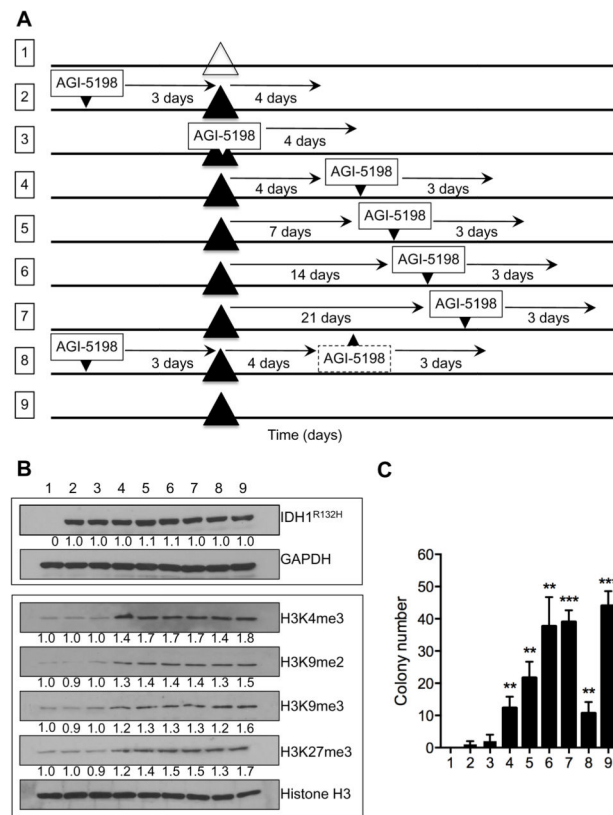 A
1
AGI-5198
2
3 days
4 days
3
AGI-5198
4 days
4
AGI-5198
4 days
3 days
5
AGI-5198
7 days
3 days
6
AGI-5198
14 days
3 days
7
AGI-5198
21 days
3 days
8
AGI-5198
3 days
4 days
AGI-5198
3 days
9
Time (days)
B
1 2 3 4 5 6 7 8 9
IDH1R132H
0 1.0 1.0 1.0 1.1 1.1 1.0 1.0 1.0
GAPDH
H3K4me3
1.0 1.0 1.0 1.4 1.7 1.7 1.7 1.4 1.8
H3K9me2
1.0 0.9 1.0 1.3 1.4 1.4 1.3 1.2 1.5
H3K9me3
1.0 0.9 1.0 1.2 1.3 1.3 1.3 1.2 1.6
H3K27me3
1.0 1.0 0.9 1.2 1.4 1.5 1.5 1.3 1.7
Histone H3
C
Colony number
60
50
40
30
20
10
0
** ** ** *** ** ***
1 2 3 4 5 6 7 8 9